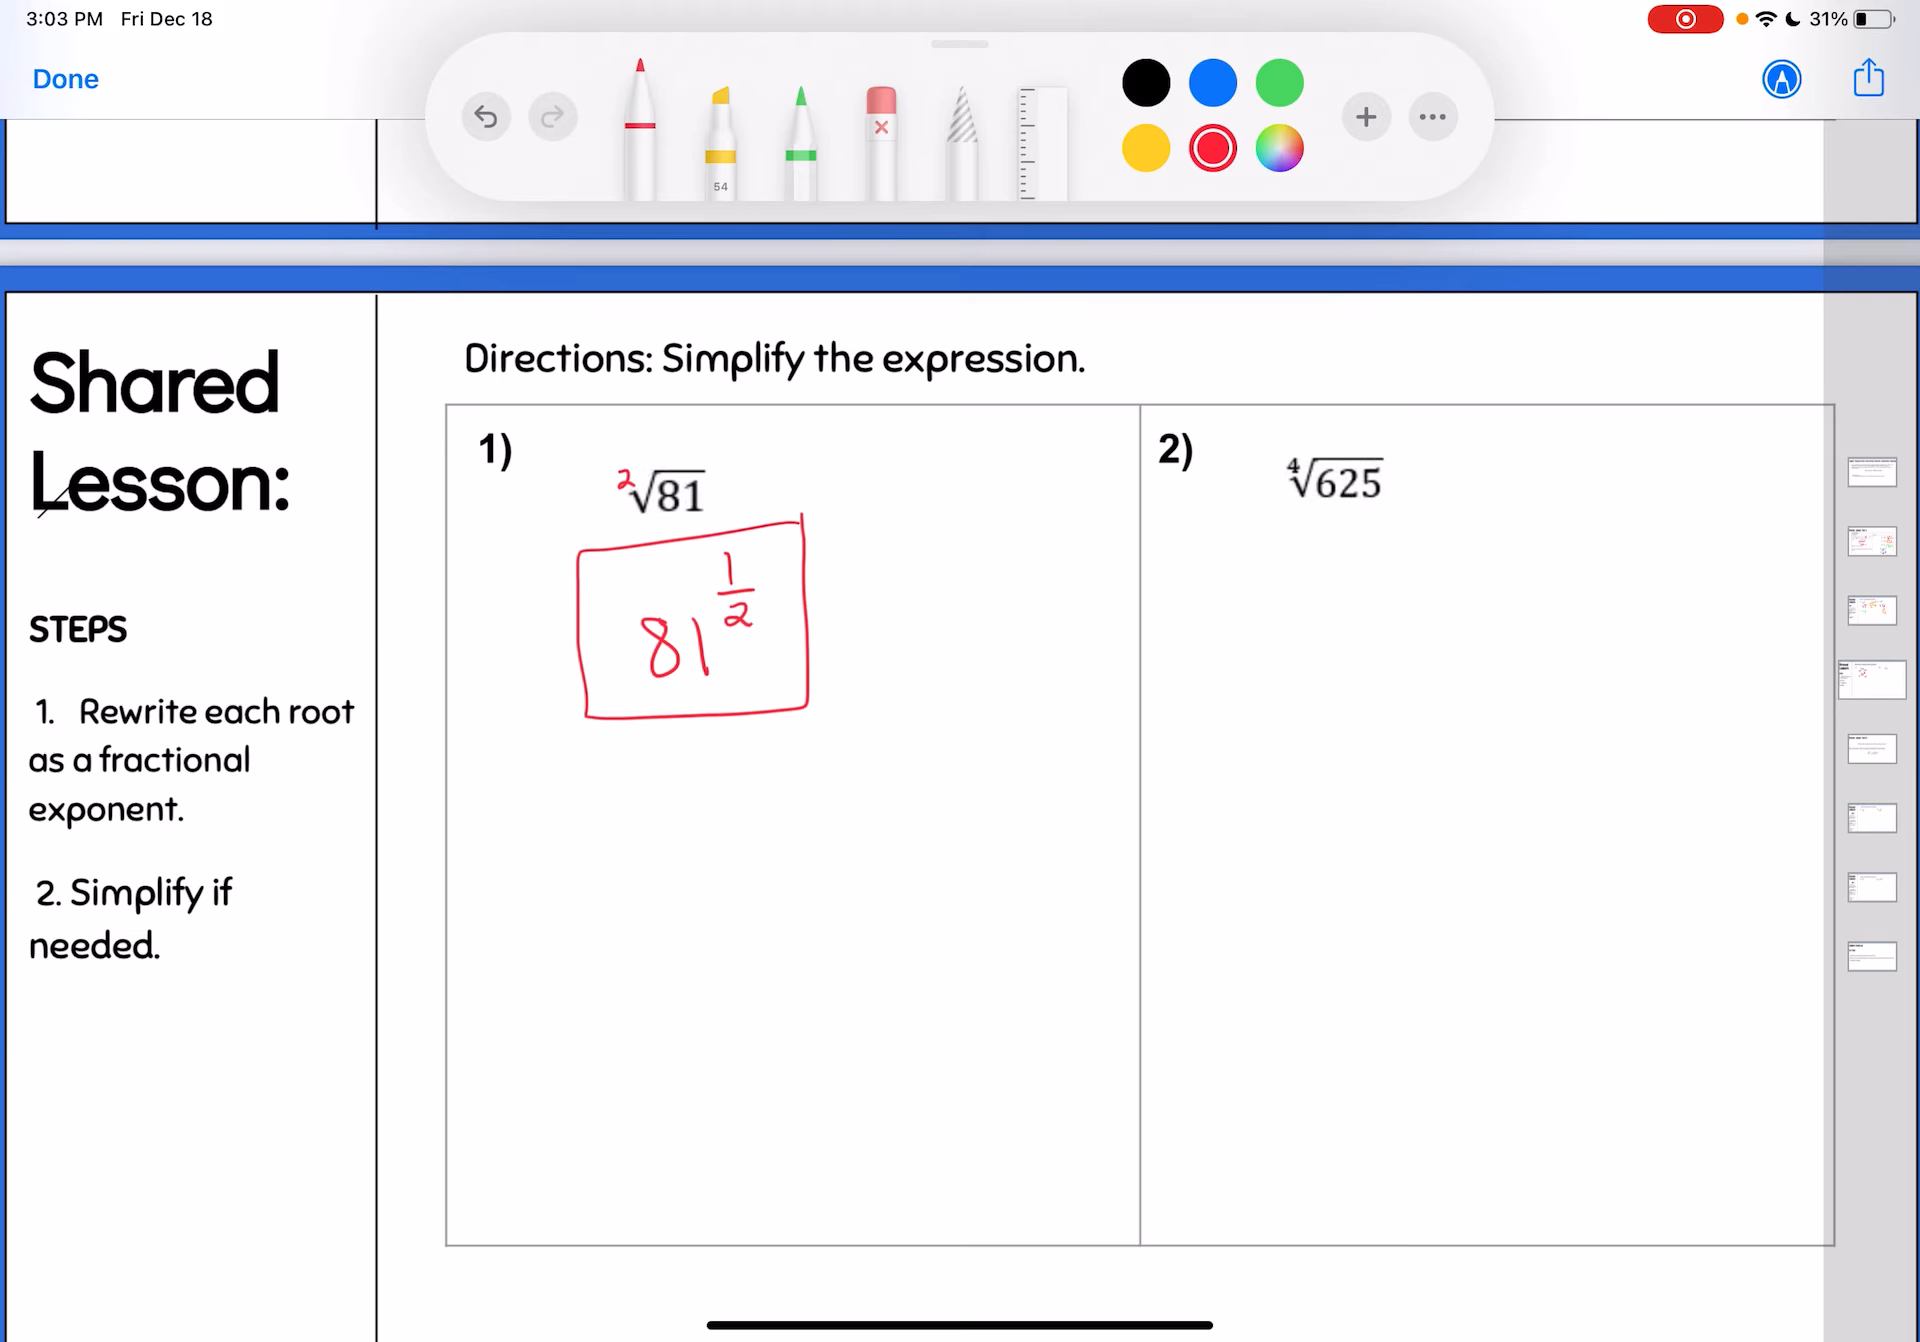 3:03 PM Fri Dec 18
31%
Done
54
Shared
Lesson:
STEPS
1. Rewrite each root
as a fractional
exponent.
2. Simplify if
needed.
Directions: Simplify the expression.
1)
²√81
81^(1/2)
2)
⁴√625